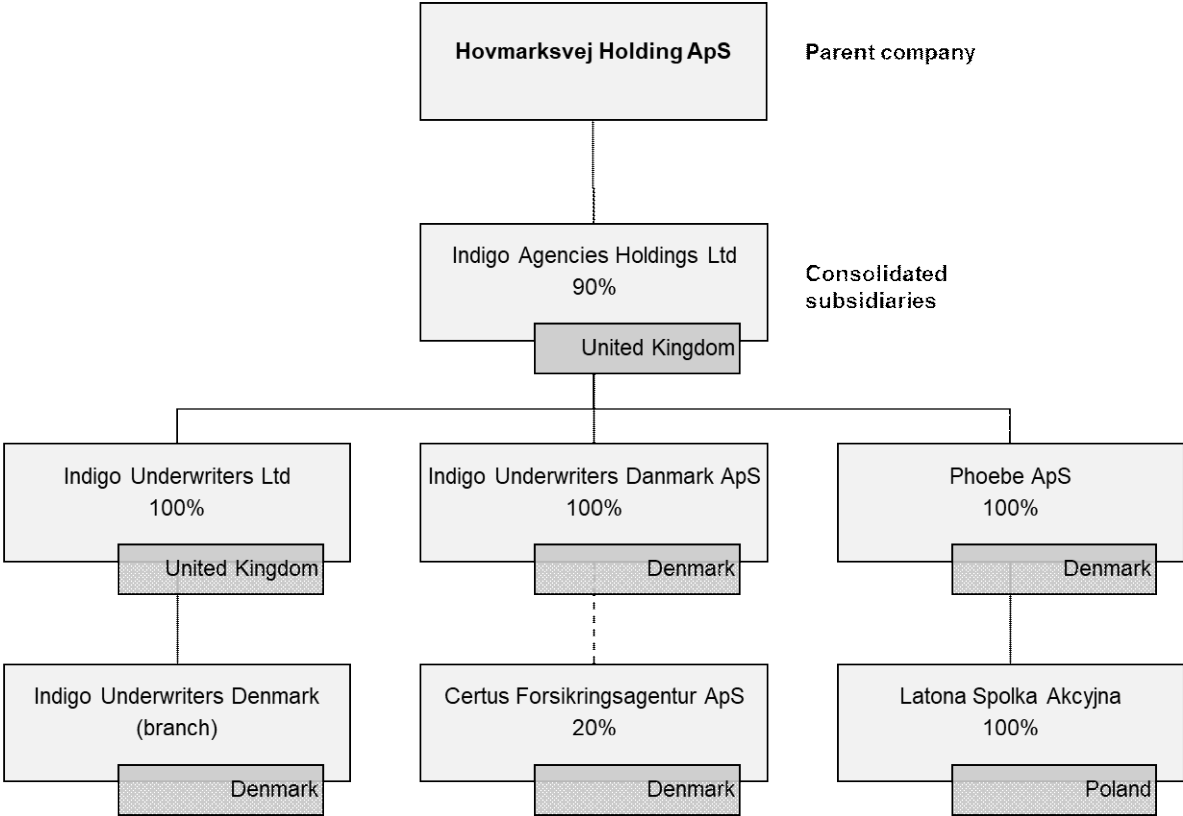 Hovmarksvej Holding ApS
Parent company
Indigo Agencies Holdings Ltd
90%
United Kingdom
Consolidated
subsidiaries
Indigo Underwriters Ltd
100%
United Kingdom
Indigo Underwriters Danmark ApS
100%
Denmark
Phoebe ApS
100%
Denmark
Indigo Underwriters Denmark
(branch)
Denmark
Certus Forsikringsagentur ApS
20%
Denmark
Latona Spolka Akcyjna
100%
Poland